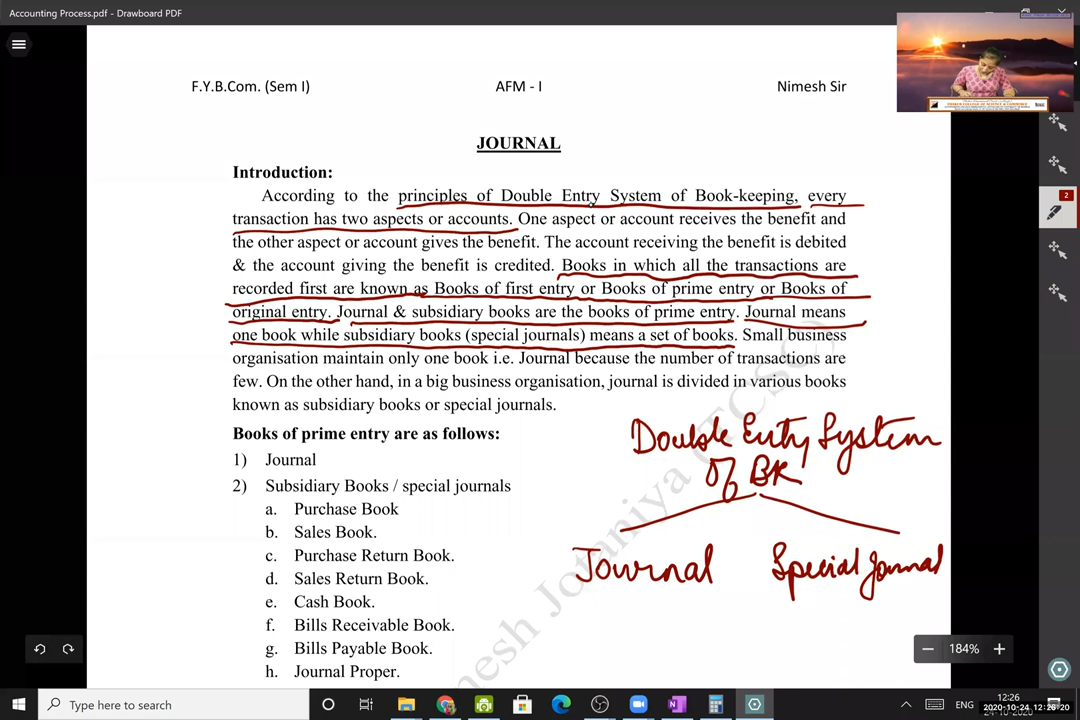 Accounting Process.pdf - Drawboard PDF
F.Y.B.Com. (Sem I) AFM - I Nimesh Sir
JOURNAL
Introduction:
According to the principles of Double Entry System of Book-keeping, every
transaction has two aspects or accounts. One aspect or account receives the benefit and
the other aspect or account gives the benefit. The account receiving the benefit is debited
& the account giving the benefit is credited. Books in which all the transactions are
recorded first are known as Books of first entry or Books of prime entry or Books of
original entry. Journal & subsidiary books are the books of prime entry. Journal means
one book while subsidiary books (special journals) means a set of books. Small business
organisation maintain only one book i.e. Journal because the number of transactions are
few. On the other hand, in a big business organisation, journal is divided in various books
known as subsidiary books or special journals.
Books of prime entry are as follows:
1) Journal
2) Subsidiary Books / special journals
a. Purchase Book
b. Sales Book.
c. Purchase Return Book.
d. Sales Return Book.
e. Cash Book.
f. Bills Receivable Book.
g. Bills Payable Book.
h. Journal Proper.
Double Entry System
of BK
Journal Special Journal
2
184%
Type here to search
ENG
12:26
2020-10-24 12:26:20